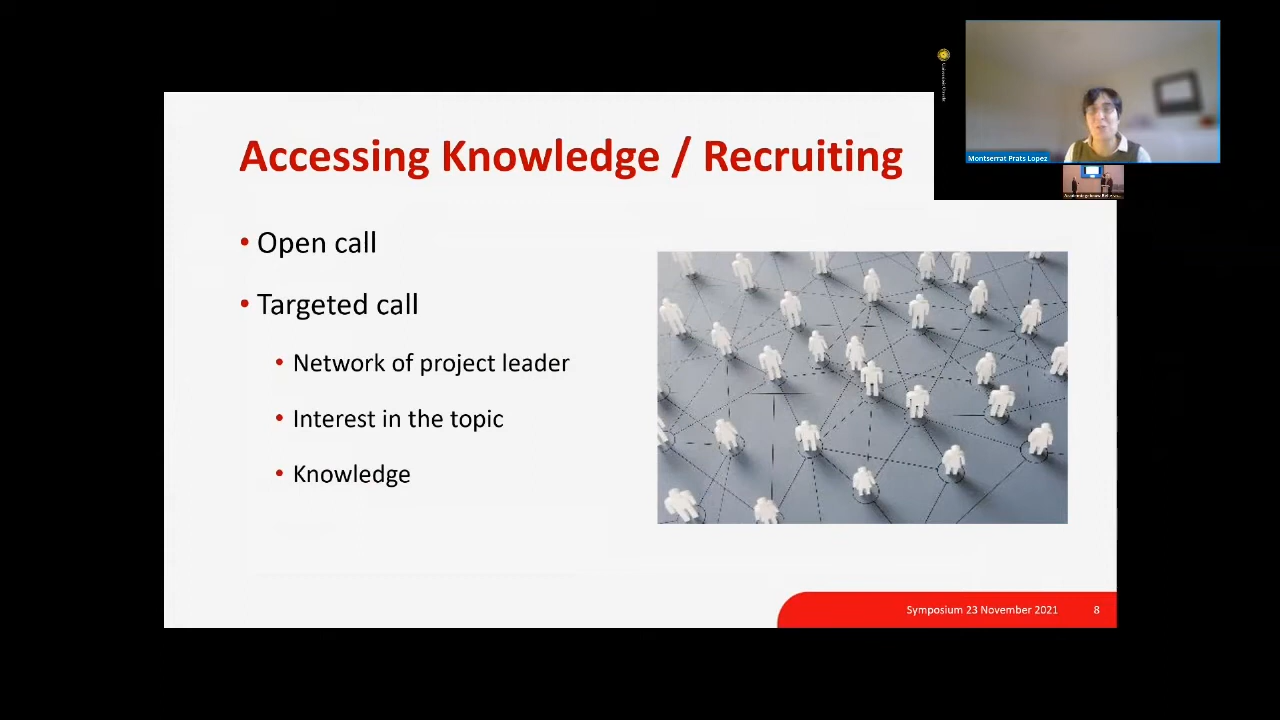 Accessing Knowledge / Recruiting
• Open call
• Targeted call
• Network of project leader
• Interest in the topic
• Knowledge
Symposium 23 November 2021
8
Montserrat Prats Lopez